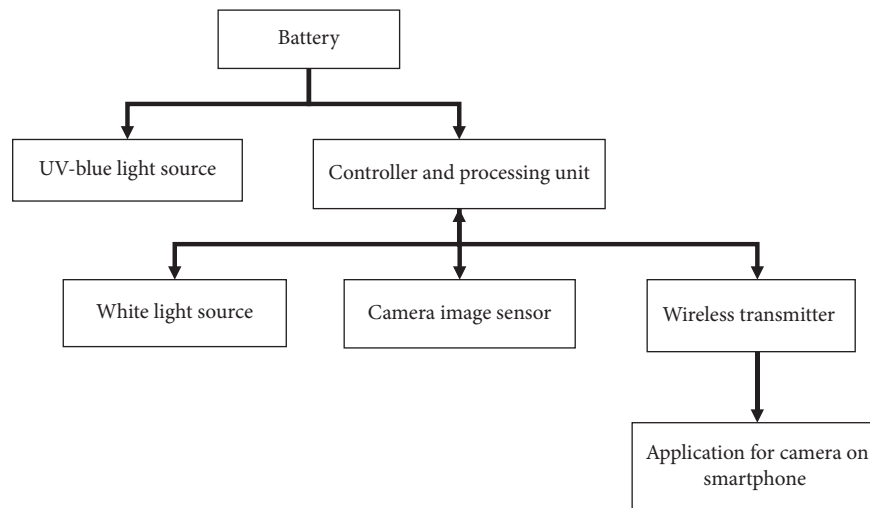 Battery
UV-blue light source
Controller and processing unit
White light source
Camera image sensor
Wireless transmitter
Application for camera on
smartphone